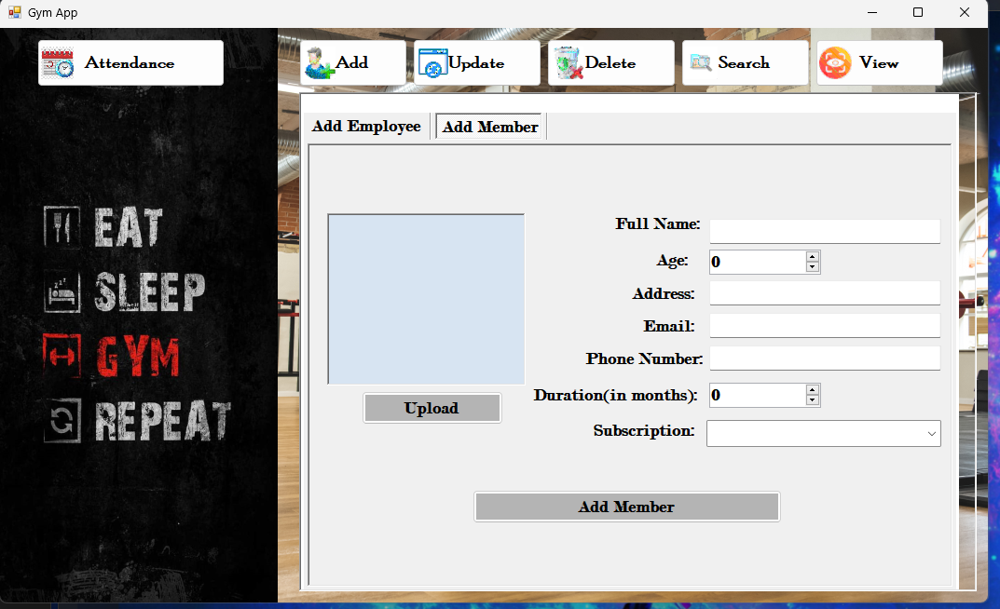 Gym App
Attendance
Add
Update
Delete
Search
View
Add Employee
Add Member
EAT
SLEEP
GYM
REPEAT
Full Name:
Age:
0
Address:
Email:
Phone Number:
Upload
Duration(in months):
0
Subscription:
Add Member